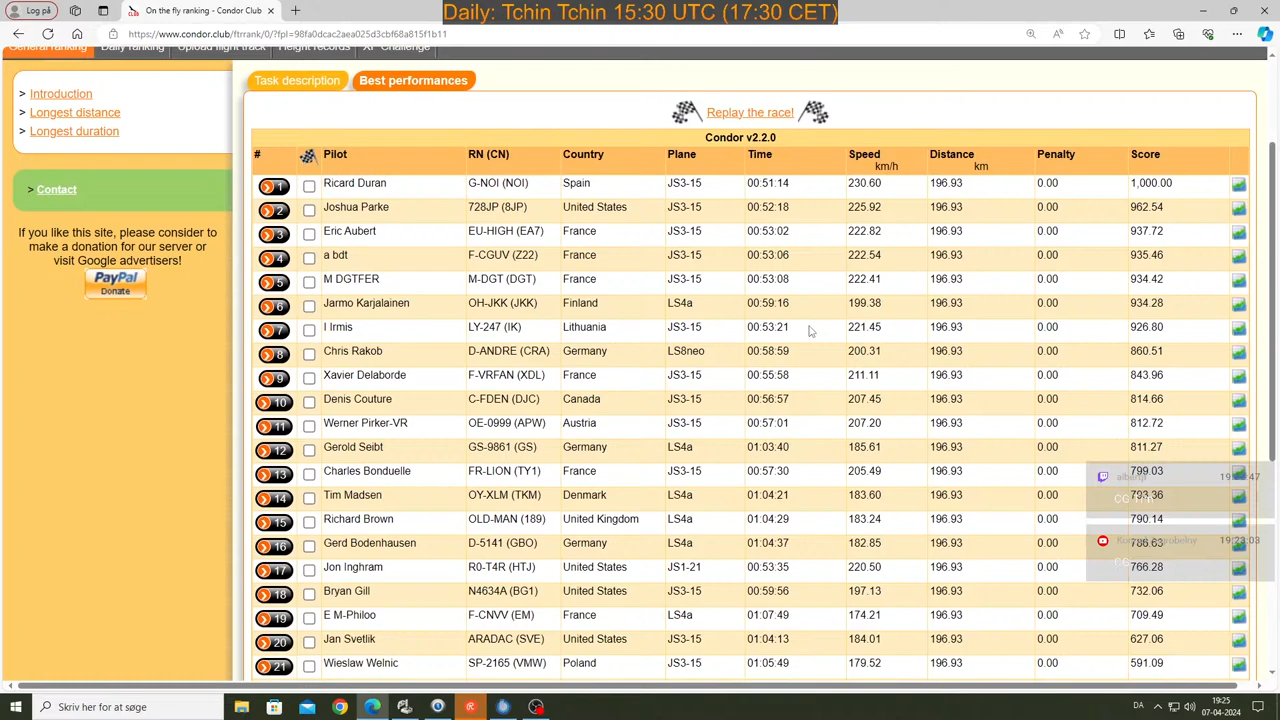 Daily: Tchin Tchin 15:30 UTC (17:30 CET)
Log på
On the fly ranking - Condor Club
https://www.condor.club/ftrrank/0/?fpl=98fa0dcac2aea025d3cbf68a815f1b11
General ranking Daily ranking Upload flight track Height records XP Challenge
> Introduction
> Longest distance
> Longest duration
> Contact
If you like this site, please consider to
make a donation for our server or
visit Google advertisers!
PayPal
Donate
Task description Best performances
Replay the race!
Condor v2.2.0
# Pilot RN (CN) Country Plane Time Speed km/h Distance km Penalty Score
1 Ricard Duran G-NOI (NOI) Spain JS3-15 00:51:14 230.60 196.93 0.00 1,000.00
2 Joshua Parke 728JP (8JP) United States JS3-15 00:52:18 225.92 196.93 0.00 962.54
3 Eric Aubert EU-HIGH (EA7) France JS3-15 00:53:02 222.82 196.93 0.00 937.72
4 a bdt F-CGUV (Z22) France JS3-15 00:53:06 222.54 196.93 0.00 935.46
5 M DGTFER M-DGT (DGT) France JS3-15 00:53:08 222.41 196.93 0.00 934.42
6 Jarmo Karjalainen OH-JKK (JKK) Finland LS4a 00:59:16 199.38 196.93 0.00 934.28
7 I Irmis LY-247 (IK) Lithuania JS3-15 00:53:21 221.45 196.93 0.00 926.80
8 Chris Rakob D-ANDRE (CRA) Germany LS8neo 00:58:59 200.31 196.93 0.00 860.51
9 Xavier Delaborde F-VRFAN (XDL) France JS3-15 00:55:58 211.11 196.93 0.00 843.96
10 Denis Couture C-FDEN (DJC) Canada JS3-15 00:56:57 207.45 196.93 0.00 814.66
11 Werner Pirker-VR OE-0999 (APW) Austria JS3-15 00:57:01 207.20 196.93 0.00 812.72
12 Gerold Seibt GS-9861 (GS) Germany LS4a 01:03:40 185.61 196.93 0.00 811.27
13 Charles Bonduelle FR-LION (TY1) France JS3-15 00:57:30 205.49 196.93 0.00 799.03
14 Tim Madsen OY-XLM (TKM) Denmark LS4a 01:04:21 183.60 196.93 0.00 793.36
15 Richard Brown OLD-MAN (189) United Kingdom LS4a 01:04:29 183.24 196.93 0.00 790.14
16 Gerd Bodenhausen D-5141 (GBO) Germany LS4a 01:04:37 182.85 196.93 0.00 786.63
17 Jon Inghram R0-T4R (HTJ) United States JS1-21 00:53:35 220.50 196.93 0.00 766.28
18 Bryan Gill N4634A (BG1) United States JS3-15 00:59:56 197.13 196.93 0.00 732.06
19 E M-Philoo F-CNVV (EM) France LS4a 01:07:49 174.21 196.93 0.00 709.49
20 Jan Svetlik ARADAC (SVE) United States JS3-15 01:04:13 184.01 196.93 0.00 627.06
21 Wieslaw Welnic SP-2165 (VMW) Poland JS3-15 01:05:49 179.52 196.93 0.00 591.09
19:23:03
Skriv her for at søge
DA
19:25
07-04-2024